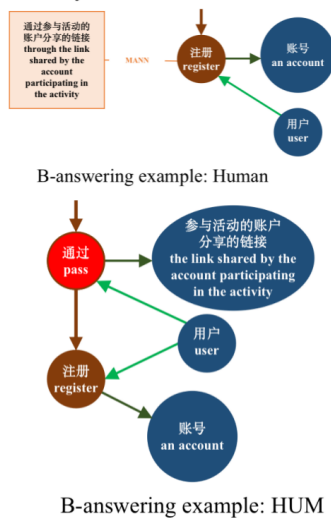 通过参与活动的
账户分享的链接
through the link
shared by the
account
participating in
the activity
MANN
注册
register
账号
an account
用户
user
B-answering example: Human
通过
pass
参与活动的账户
分享的链接
the link shared by the
account participating
in the activity
用户
user
注册
register
账号
an account
B-answering example: HUM